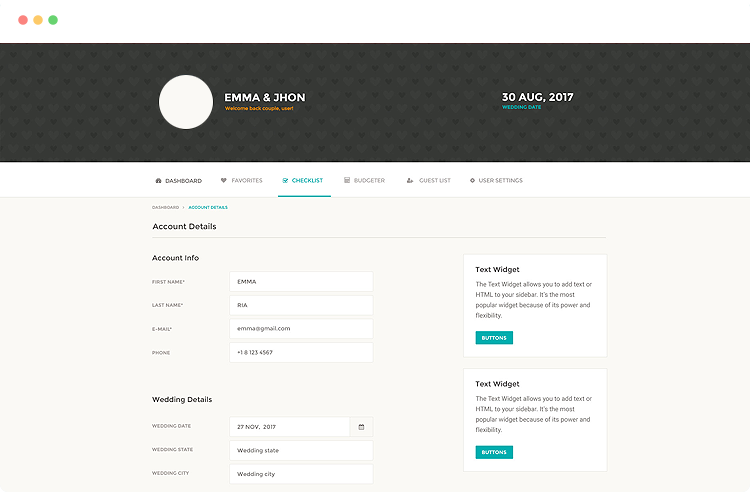 EMMA & JHON
Welcome back couple, user!
30 AUG, 2017
WEDDING DATE
DASHBOARD
FAVORITES
CHECKLIST
BUDGETER
GUEST LIST
USER SETTINGS
DASHBOARD > ACCOUNT DETAILS
Account Details
Account Info
FIRST NAME* EMMA
LAST NAME* RIA
E-MAIL* emma@gmail.com
PHONE +1 8 123 4567
Wedding Details
WEDDING DATE 27 NOV, 2017
WEDDING STATE Wedding state
WEDDING CITY Wedding city
Text Widget
The Text Widget allows you to add text or
HTML to your sidebar. It's the most
popular widget because of its power and
flexibility.
BUTTONS
Text Widget
The Text Widget allows you to add text or
HTML to your sidebar. It's the most
popular widget because of its power and
flexibility.
BUTTONS